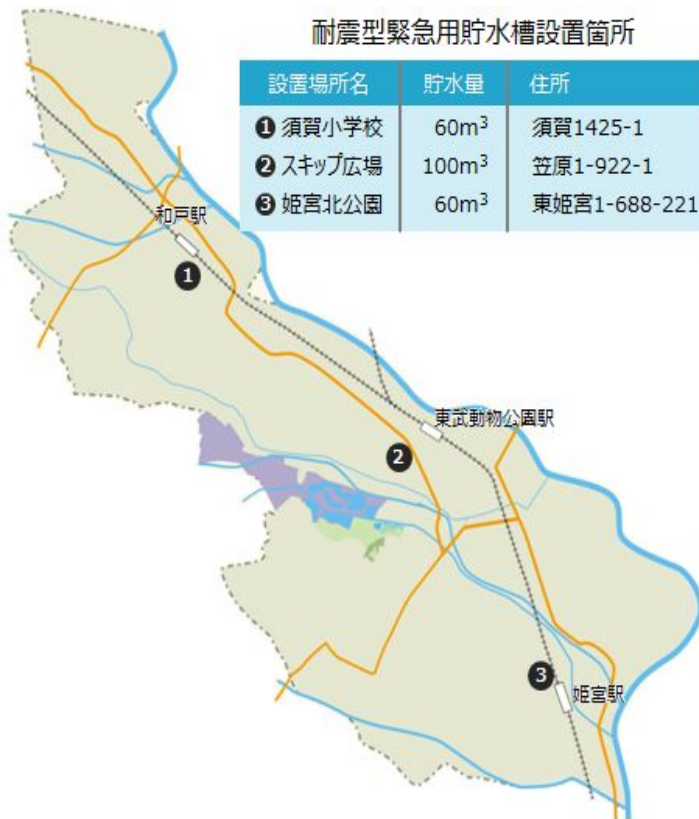 耐震型緊急用貯水槽設置箇所
設置場所名 貯水量 住所
❶ 須賀小学校 60m³ 須賀1425-1
❷ スキップ広場 100m³ 笠原1-922-1
❸ 姫宮北公園 60m³ 東姫宮1-688-221
和戸駅
❶
東武動物公園駅
❷
❸
姫宮駅